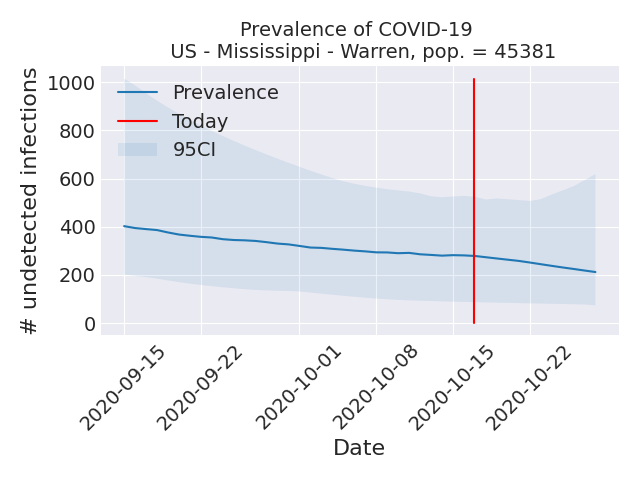 Prevalence of COVID-19
US - Mississippi - Warren, pop. = 45381
# undetected infections
1000
800
600
400
200
0
Prevalence
Today
95CI
2020-09-15
2020-09-22
2020-10-01
2020-10-08
2020-10-15
2020-10-22
Date